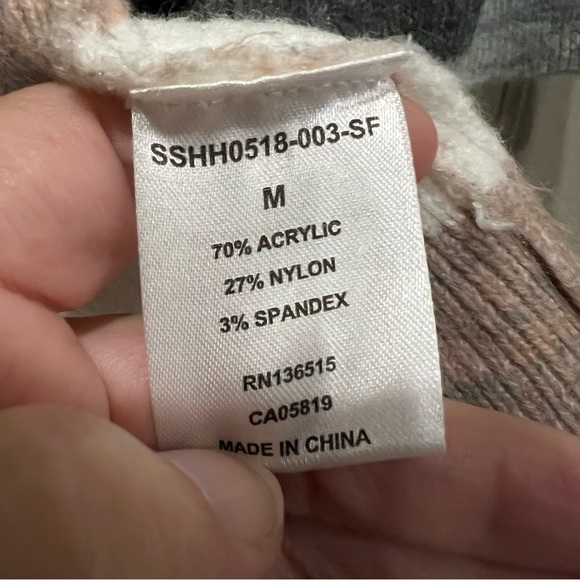 SSHH0518-003-SF
M
70% ACRYLIC
27% NYLON
3% SPANDEX
RN136515
CA05819
MADE IN CHINA